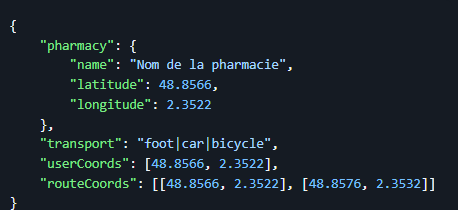 {
    "pharmacy": {
        "name": "Nom de la pharmacie",
        "latitude": 48.8566,
        "longitude": 2.3522
    },
    "transport": "foot|car|bicycle",
    "userCoords": [48.8566, 2.3522],
    "routeCoords": [[48.8566, 2.3522], [48.8576, 2.3532]]
}